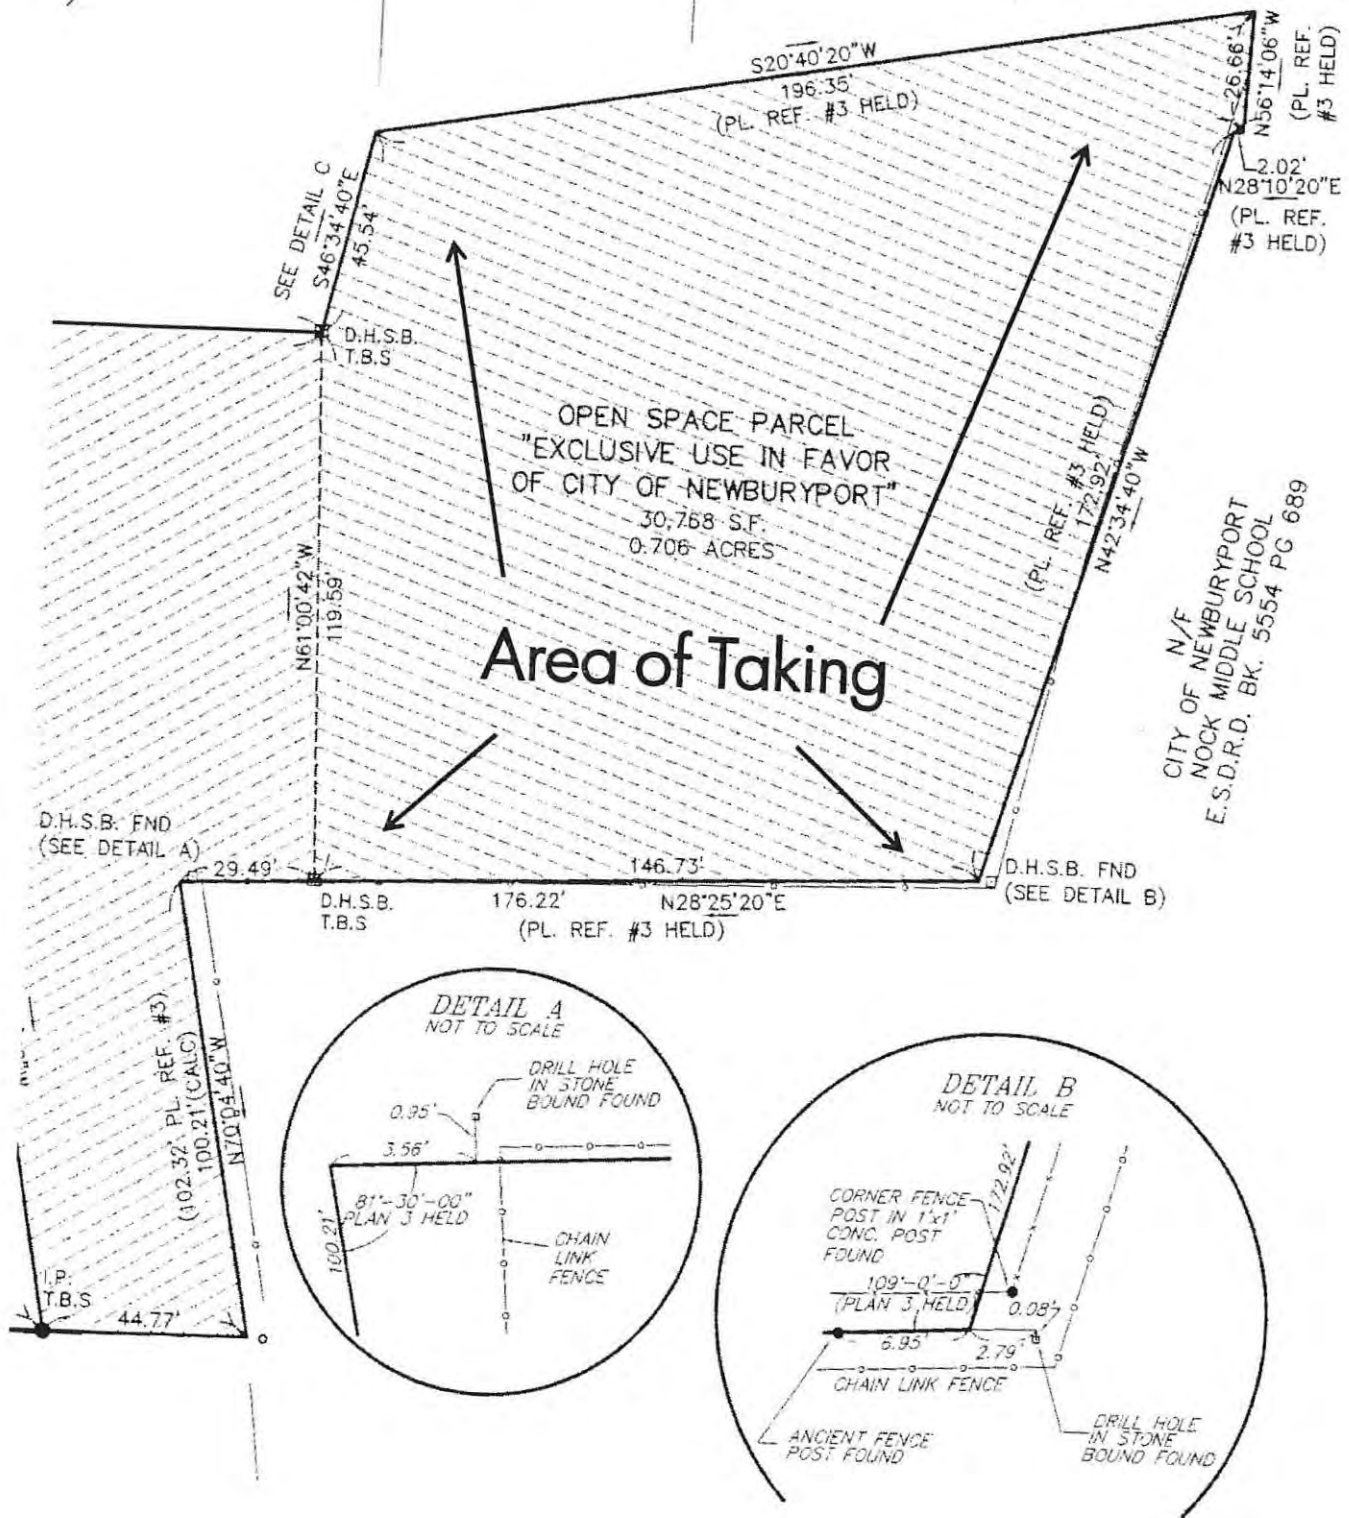 S20°40'20"W
196.35'
(PL. REF. #3 HELD)
26.66'
N56°14'06"W
(PL. REF.
#3 HELD)
2.02'
N28°10'20"E
(PL. REF.
#3 HELD)
SEE DETAIL C
S46°34'40"E
45.54'
D.H.S.B.
T.B.S
OPEN SPACE PARCEL
"EXCLUSIVE USE IN FAVOR
OF CITY OF NEWBURYPORT"
30,768 S.F.
0.706 ACRES
(PL. REF. #3 HELD)
172.92'
N42°34'40"W
N/F
CITY OF NEWBURYPORT
NOCK MIDDLE SCHOOL
E.S.D.R.D. BK. 5554 PG 689
N61°00'42"W
119.59'
Area of Taking
D.H.S.B. FND
(SEE DETAIL A)
29.49'
146.73'
D.H.S.B. FND
(SEE DETAIL B)
D.H.S.B.
T.B.S
176.22'
N28°25'20"E
(PL. REF. #3 HELD)
(102.32' PL. REF. #3)
100.21'(CALC)
N70°04'40"W
I.P.
T.B.S
44.77'
DETAIL A
NOT TO SCALE
DRILL HOLE
IN STONE
BOUND FOUND
0.95'
3.56'
81°-30'-00"
PLAN 3 HELD
100.21'
CHAIN
LINK
FENCE
DETAIL B
NOT TO SCALE
172.92'
CORNER FENCE
POST IN 1'x1'
CONC. POST
FOUND
109°-0'-0"
(PLAN 3 HELD)
0.08'
6.95'
2.79'
CHAIN LINK FENCE
ANCIENT FENCE
POST FOUND
DRILL HOLE
IN STONE
BOUND FOUND